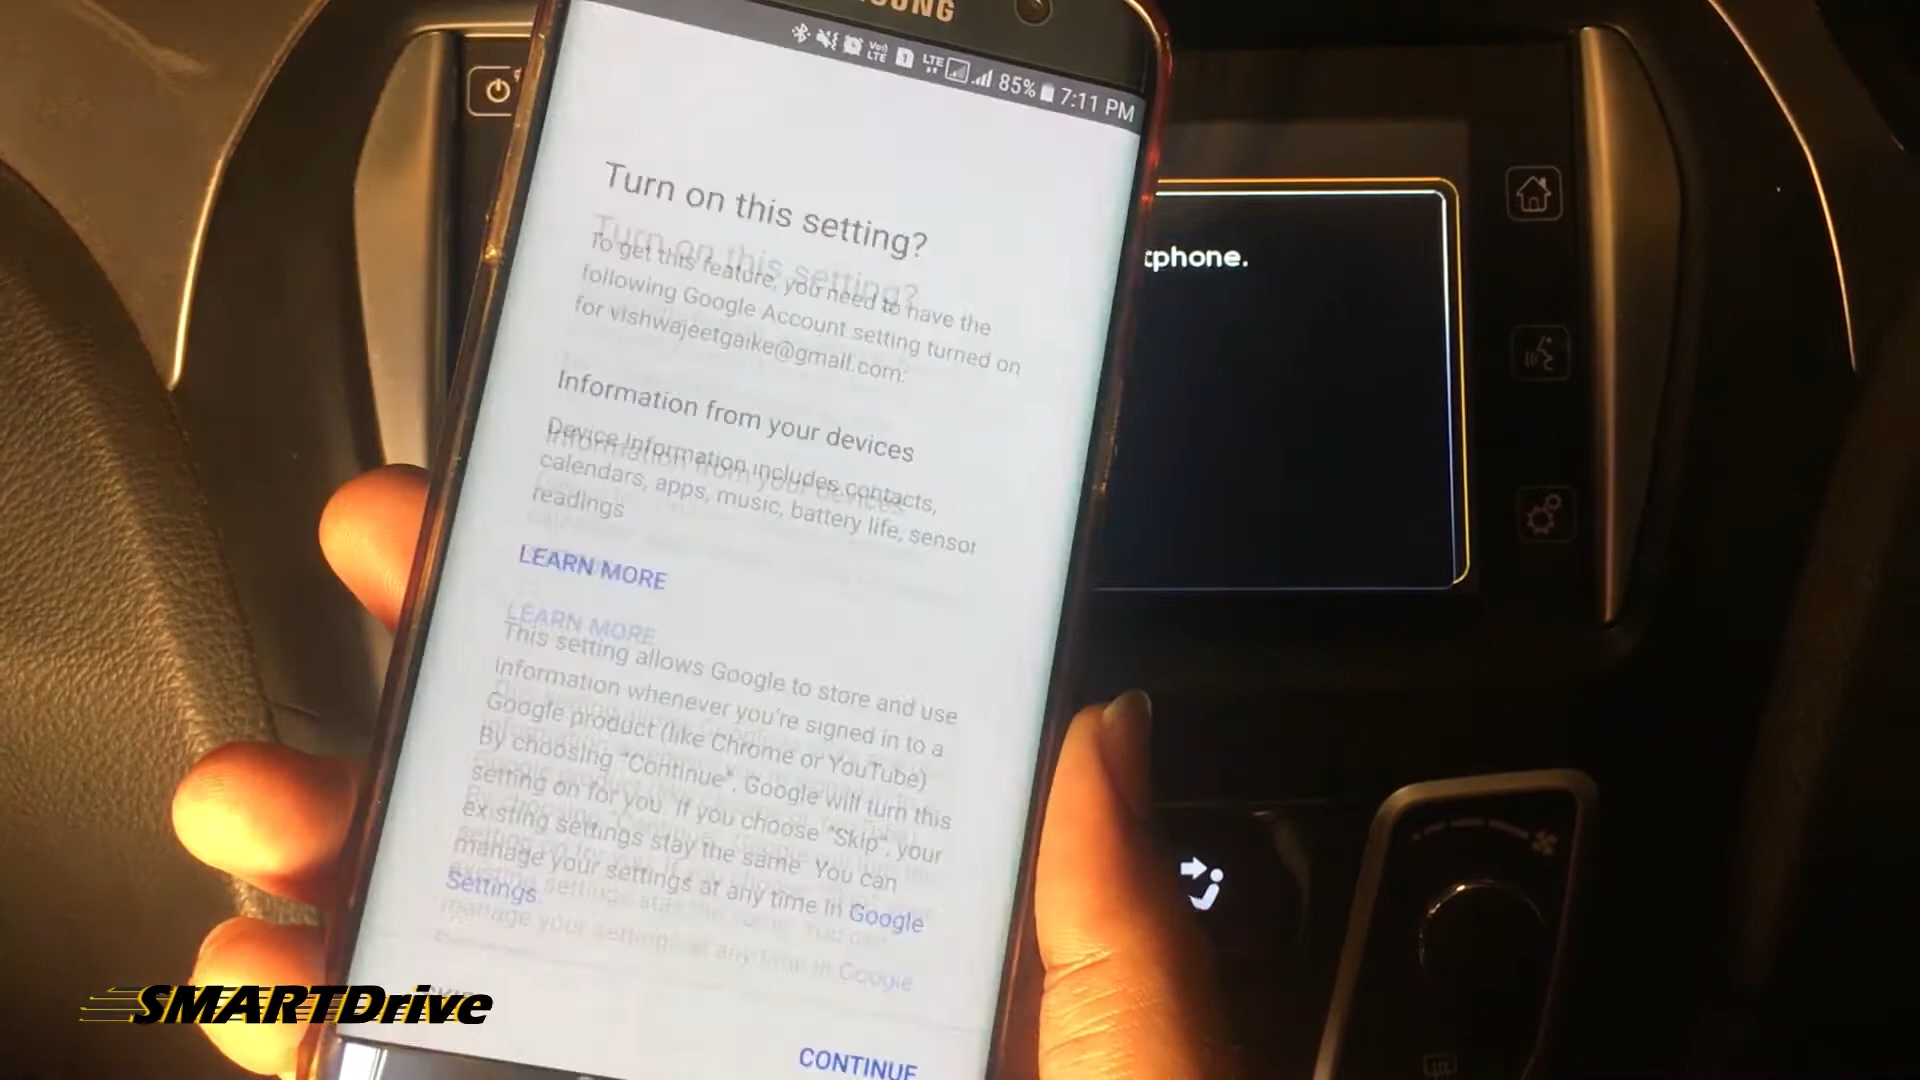 VoJ)
LTE
1
LTE
85%
7:11 PM
Turn on this setting?
To get this feature, you need to have the
following Google Account setting turned on
for vishwajeetgaike@gmail.com:
Information from your devices
Device Information includes contacts,
calendars, apps, music, battery life, sensor
readings
LEARN MORE
This setting allows Google to store and use
information whenever you're signed in to a
Google product (like Chrome or YouTube)
By choosing "Continue", Google will turn this
setting on for you. If you choose "Skip", your
existing settings stay the same. You can
manage your settings at any time in Google
Settings.
CONTINUE
tphone.
SMARTDrive